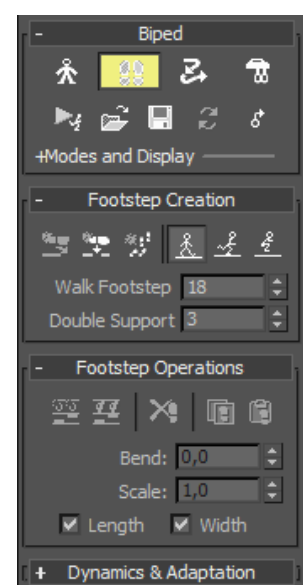 - Biped
+Modes and Display
- Footstep Creation
Walk Footstep 18
Double Support 3
- Footstep Operations
Bend: 0,0
Scale: 1,0
Length Width
+ Dynamics & Adaptation